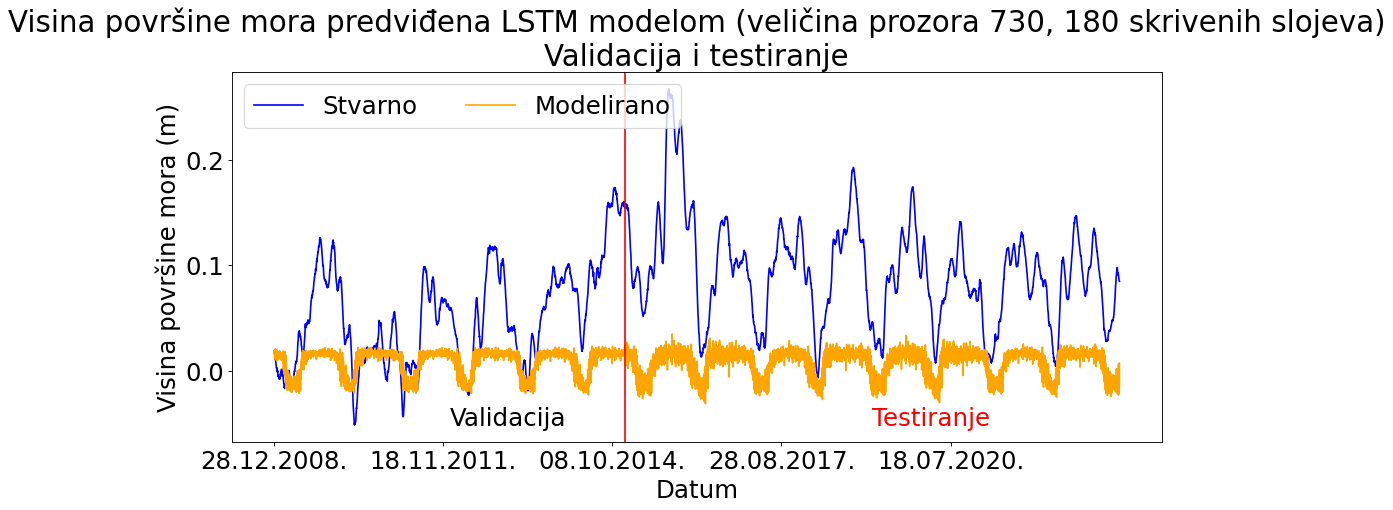 Visina površine mora predviđena LSTM modelom (veličina prozora 730, 180 skrivenih slojeva)
Validacija i testiranje
Stvarno Modelirano
Visina površine mora (m)
0.2
0.1
0.0
Validacija Testiranje
28.12.2008. 18.11.2011. 08.10.2014. 28.08.2017. 18.07.2020.
Datum